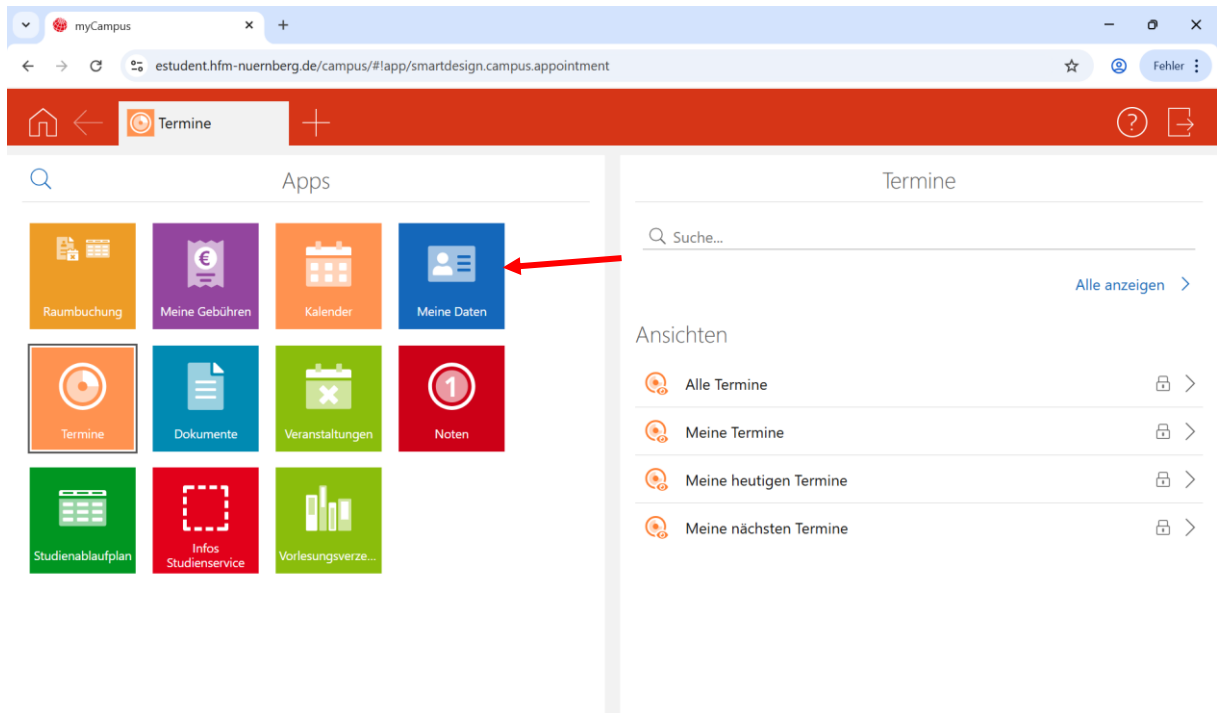 myCampus
estudent.hfm-nuernberg.de/campus/#!app/smartdesign.campus.appointment
Fehler
Termine
?
Apps
Raumbuchung
€
Meine Gebühren
Kalender
Meine Daten
Termine
Dokumente
Veranstaltungen
1
Noten
Studienablaufplan
Infos
Studienservice
Vorlesungsverze...
Termine
Suche...
Alle anzeigen
Ansichten
Alle Termine
Meine Termine
Meine heutigen Termine
Meine nächsten Termine